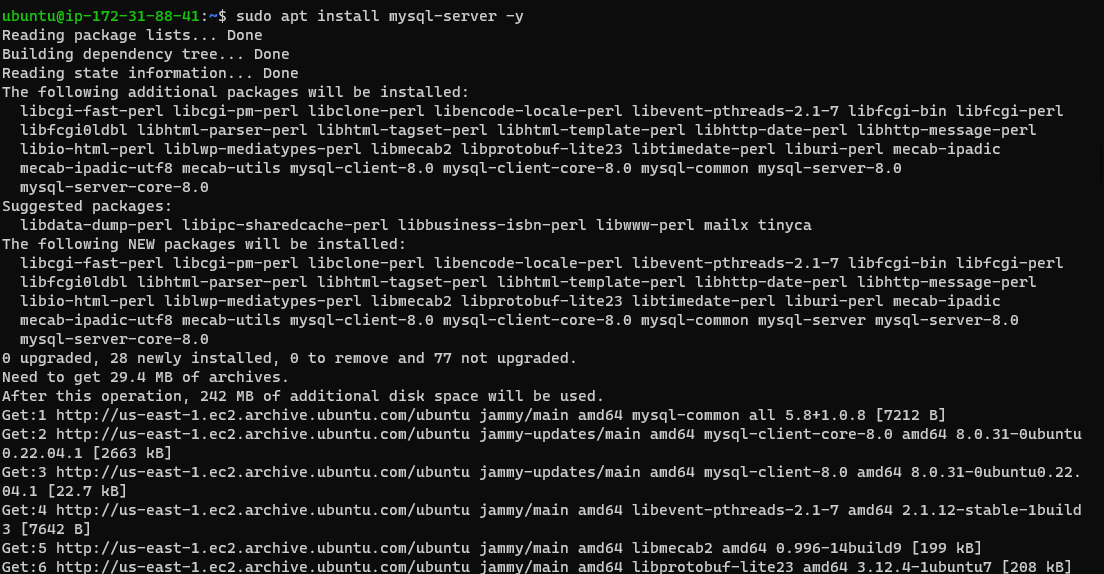 ubuntu@ip-172-31-88-41:~$ sudo apt install mysql-server -y
Reading package lists... Done
Building dependency tree... Done
Reading state information... Done
The following additional packages will be installed:
  libcgi-fast-perl libcgi-pm-perl libclone-perl libencode-locale-perl libevent-pthreads-2.1-7 libfcgi-bin libfcgi-perl
  libfcgi0ldbl libhtml-parser-perl libhtml-tagset-perl libhtml-template-perl libhttp-date-perl libhttp-message-perl
  libio-html-perl liblwp-mediatypes-perl libmecab2 libprotobuf-lite23 libtimedate-perl liburi-perl mecab-ipadic
  mecab-ipadic-utf8 mecab-utils mysql-client-8.0 mysql-client-core-8.0 mysql-common mysql-server-8.0
  mysql-server-core-8.0
Suggested packages:
  libdata-dump-perl libipc-sharedcache-perl libbusiness-isbn-perl libwww-perl mailx tinyca
The following NEW packages will be installed:
  libcgi-fast-perl libcgi-pm-perl libclone-perl libencode-locale-perl libevent-pthreads-2.1-7 libfcgi-bin libfcgi-perl
  libfcgi0ldbl libhtml-parser-perl libhtml-tagset-perl libhtml-template-perl libhttp-date-perl libhttp-message-perl
  libio-html-perl liblwp-mediatypes-perl libmecab2 libprotobuf-lite23 libtimedate-perl liburi-perl mecab-ipadic
  mecab-ipadic-utf8 mecab-utils mysql-client-8.0 mysql-client-core-8.0 mysql-common mysql-server mysql-server-8.0
  mysql-server-core-8.0
0 upgraded, 28 newly installed, 0 to remove and 77 not upgraded.
Need to get 29.4 MB of archives.
After this operation, 242 MB of additional disk space will be used.
Get:1 http://us-east-1.ec2.archive.ubuntu.com/ubuntu jammy/main amd64 mysql-common all 5.8+1.0.8 [7212 B]
Get:2 http://us-east-1.ec2.archive.ubuntu.com/ubuntu jammy-updates/main amd64 mysql-client-core-8.0 amd64 8.0.31-0ubuntu
0.22.04.1 [2663 kB]
Get:3 http://us-east-1.ec2.archive.ubuntu.com/ubuntu jammy-updates/main amd64 mysql-client-8.0 amd64 8.0.31-0ubuntu0.22.
04.1 [22.7 kB]
Get:4 http://us-east-1.ec2.archive.ubuntu.com/ubuntu jammy/main amd64 libevent-pthreads-2.1-7 amd64 2.1.12-stable-1build
3 [7642 B]
Get:5 http://us-east-1.ec2.archive.ubuntu.com/ubuntu jammy/main amd64 libmecab2 amd64 0.996-14build9 [199 kB]
Get:6 http://us-east-1.ec2.archive.ubuntu.com/ubuntu jammy/main amd64 libprotobuf-lite23 amd64 3.12.4-1ubuntu7 [208 kB]